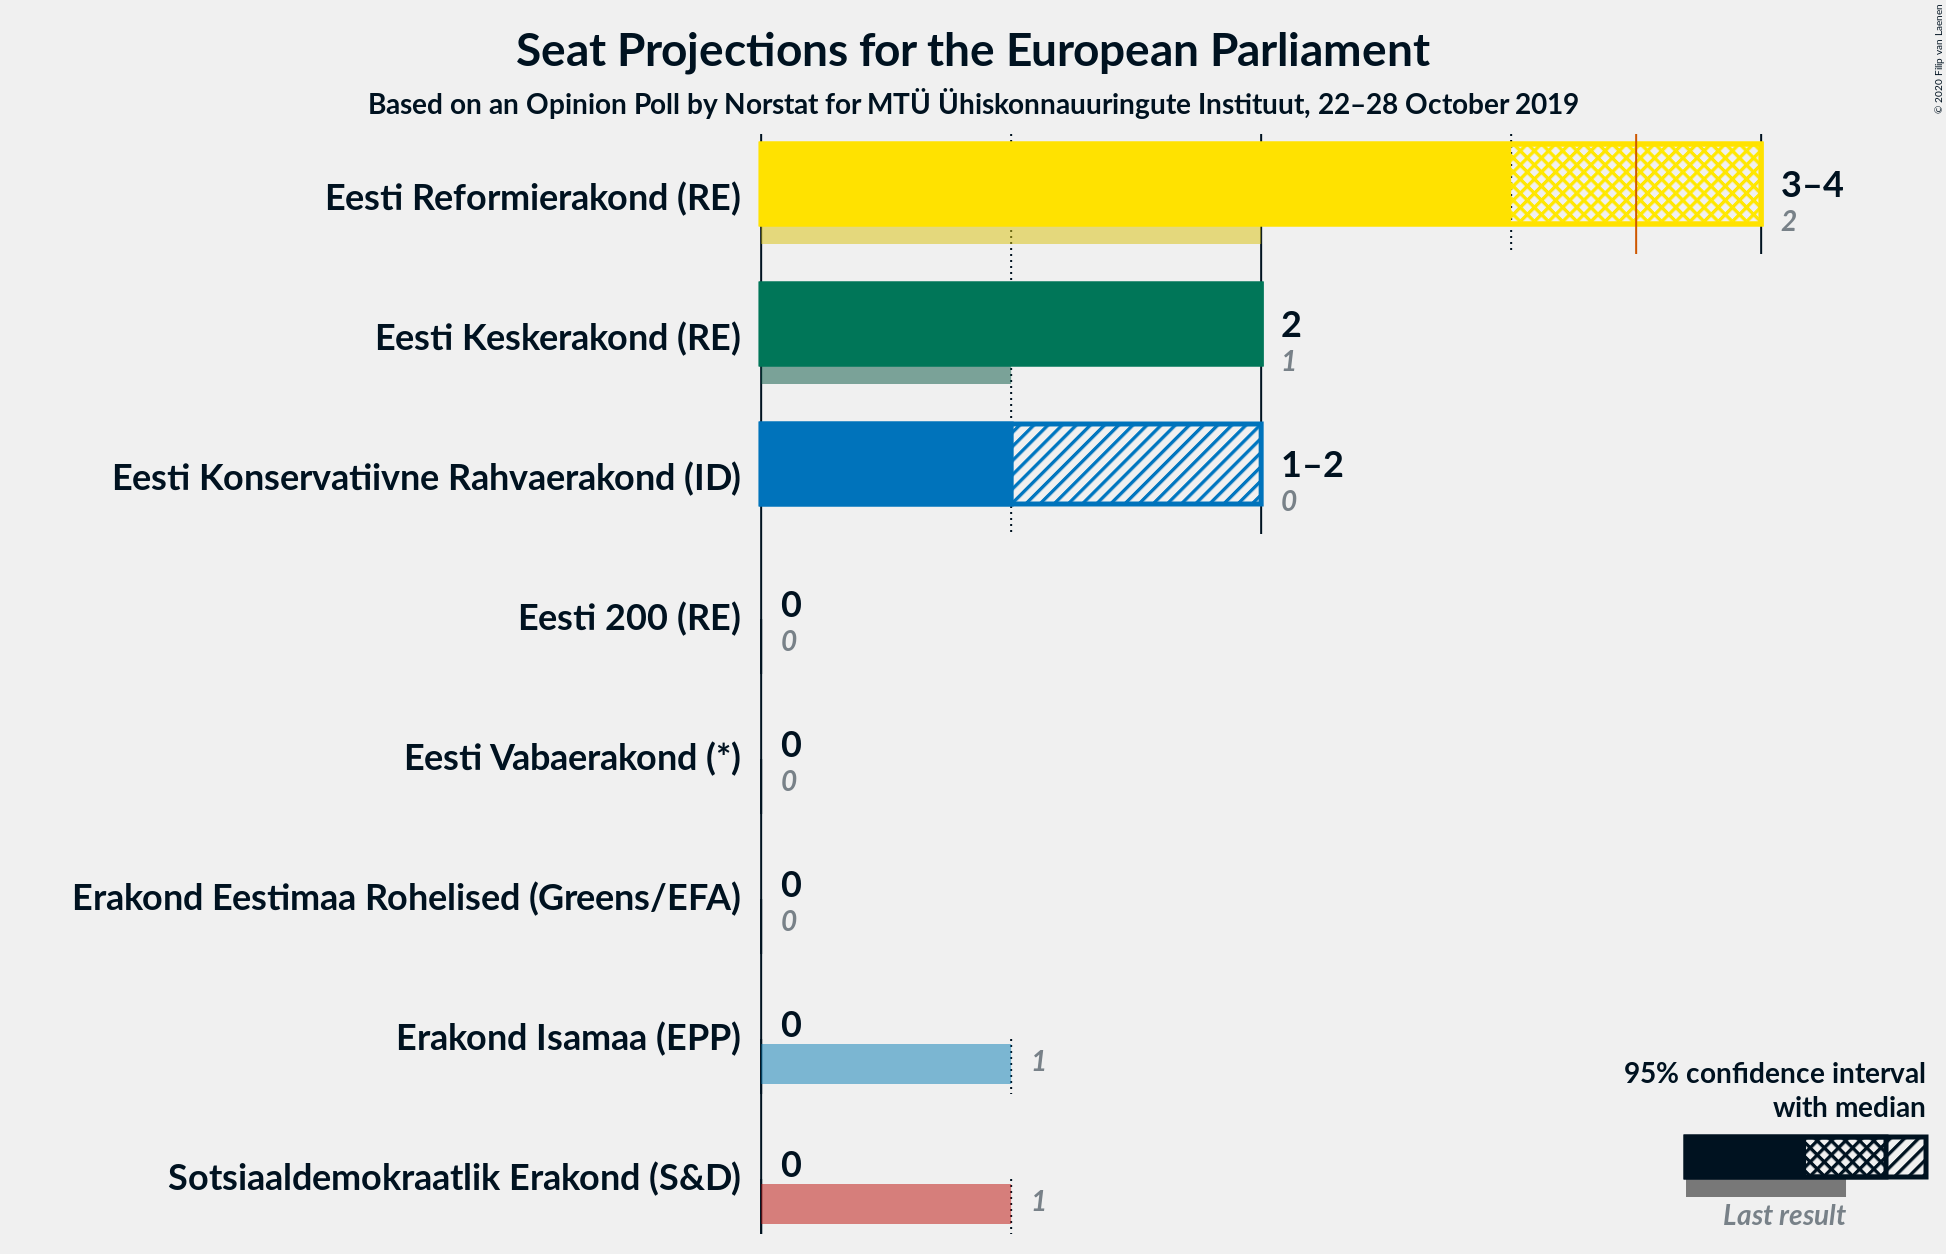 Seat Projections for the European Parliament
Based on an Opinion Poll by Norstat for MTÜ Ühiskonnauuringute Instituut, 22–28 October 2019
© 2020 Filip van Laenen
Eesti Reformierakond (RE)
3–4
2
Eesti Keskerakond (RE)
2
1
Eesti Konservatiivne Rahvaerakond (ID)
1–2
0
Eesti 200 (RE)
0
0
Eesti Vabaerakond (*)
0
0
Erakond Eestimaa Rohelised (Greens/EFA)
0
0
Erakond Isamaa (EPP)
0
1
Sotsiaaldemokraatlik Erakond (S&D)
0
1
95% confidence interval
with median
Last result